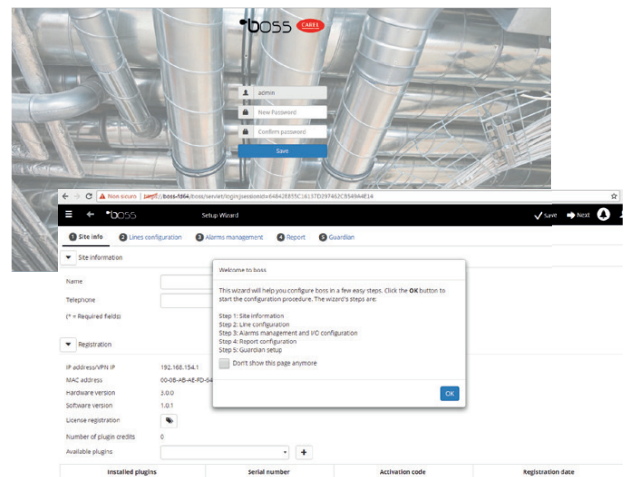 boss CAREL
admin
New Password
Confirm password
Save
Non sicuro
boss Setup Wizard Save Next
1 Site info 2 Lines configuration 3 Alarms management 4 Report 5 Guardian
Site information
Name
Telephone
(* = Required fields)
Registration
IP address/VPN IP 192.168.154.1
MAC address
Hardware version 3.0.0
Software version 1.0.1
License registration
Number of plugin credits 0
Available plugins
Installed plugins Serial number Activation code Registration date
Welcome to boss
This wizard will help you configure boss in a few easy steps. Click the OK button to
start the configuration procedure. The wizard's steps are:
Step 1: Site information
Step 2: Line configuration
Step 3: Alarms management and I/O configuration
Step 4: Report configuration
Step 5: Guardian setup
Don't show this page anymore
OK